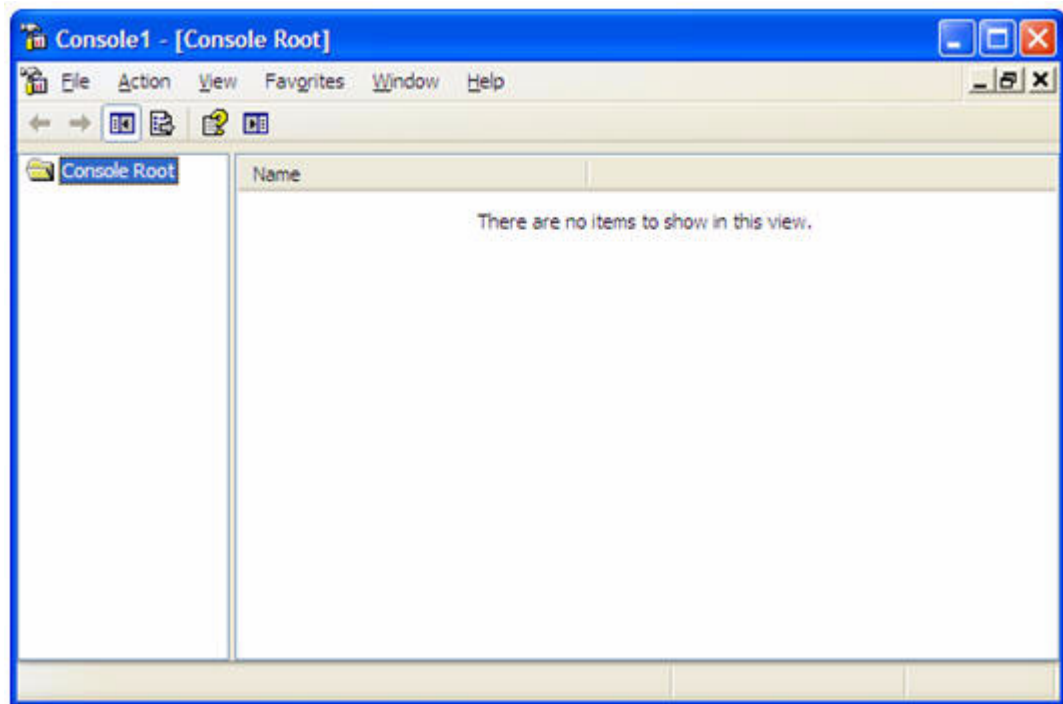 Console1 - [Console Root]
File Action View Favorites Window Help
Console Root
Name
There are no items to show in this view.